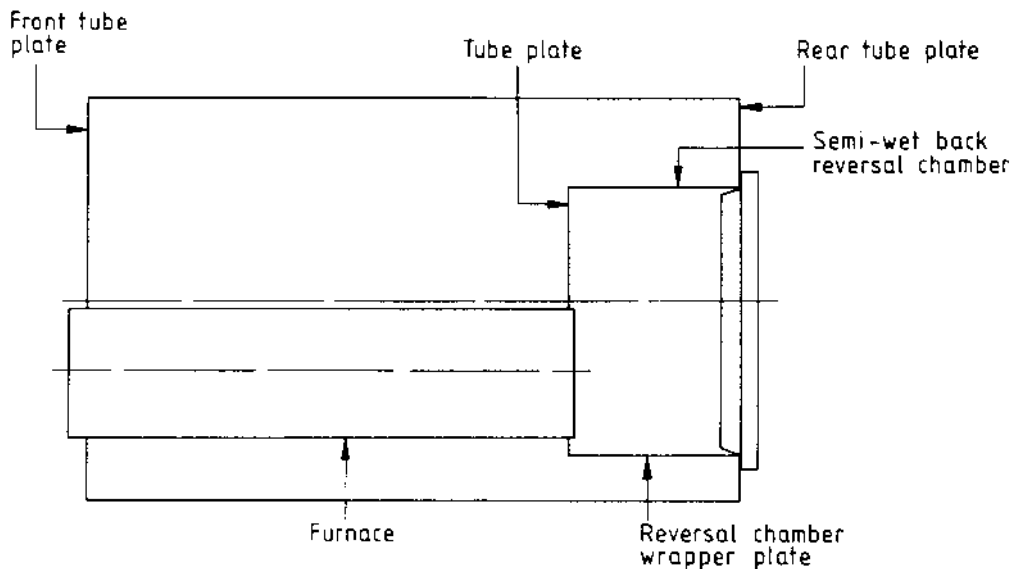 Front tube
plate
Tube plate
Rear tube plate
Semi-wet back
reversal chamber
Furnace
Reversal chamber
wrapper plate